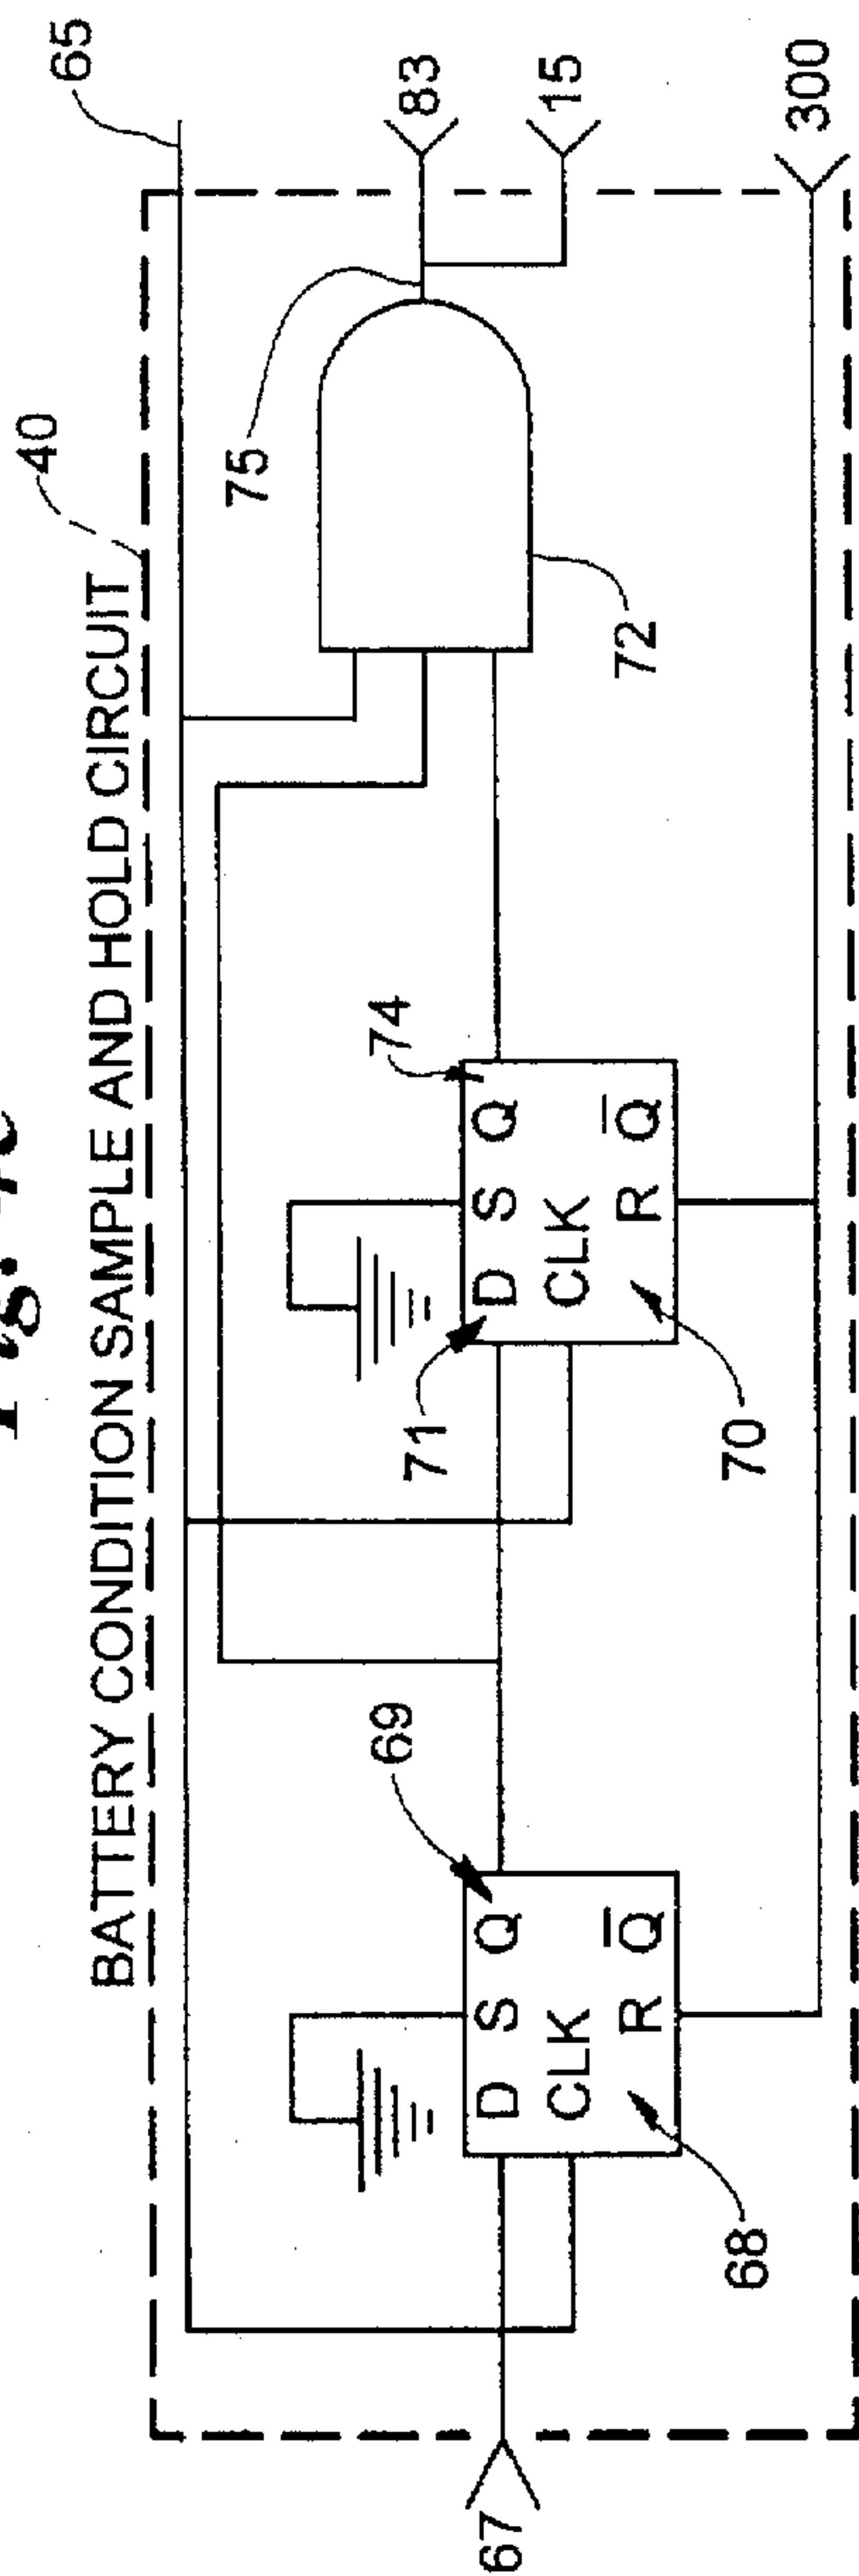 BATTERY CONDITION SAMPLE AND HOLD CIRCUIT
40
65
75
83
15
72
300
69
74
71
D S Q
CLK
R Q̅
D S Q
CLK
R Q̅
67
68
70